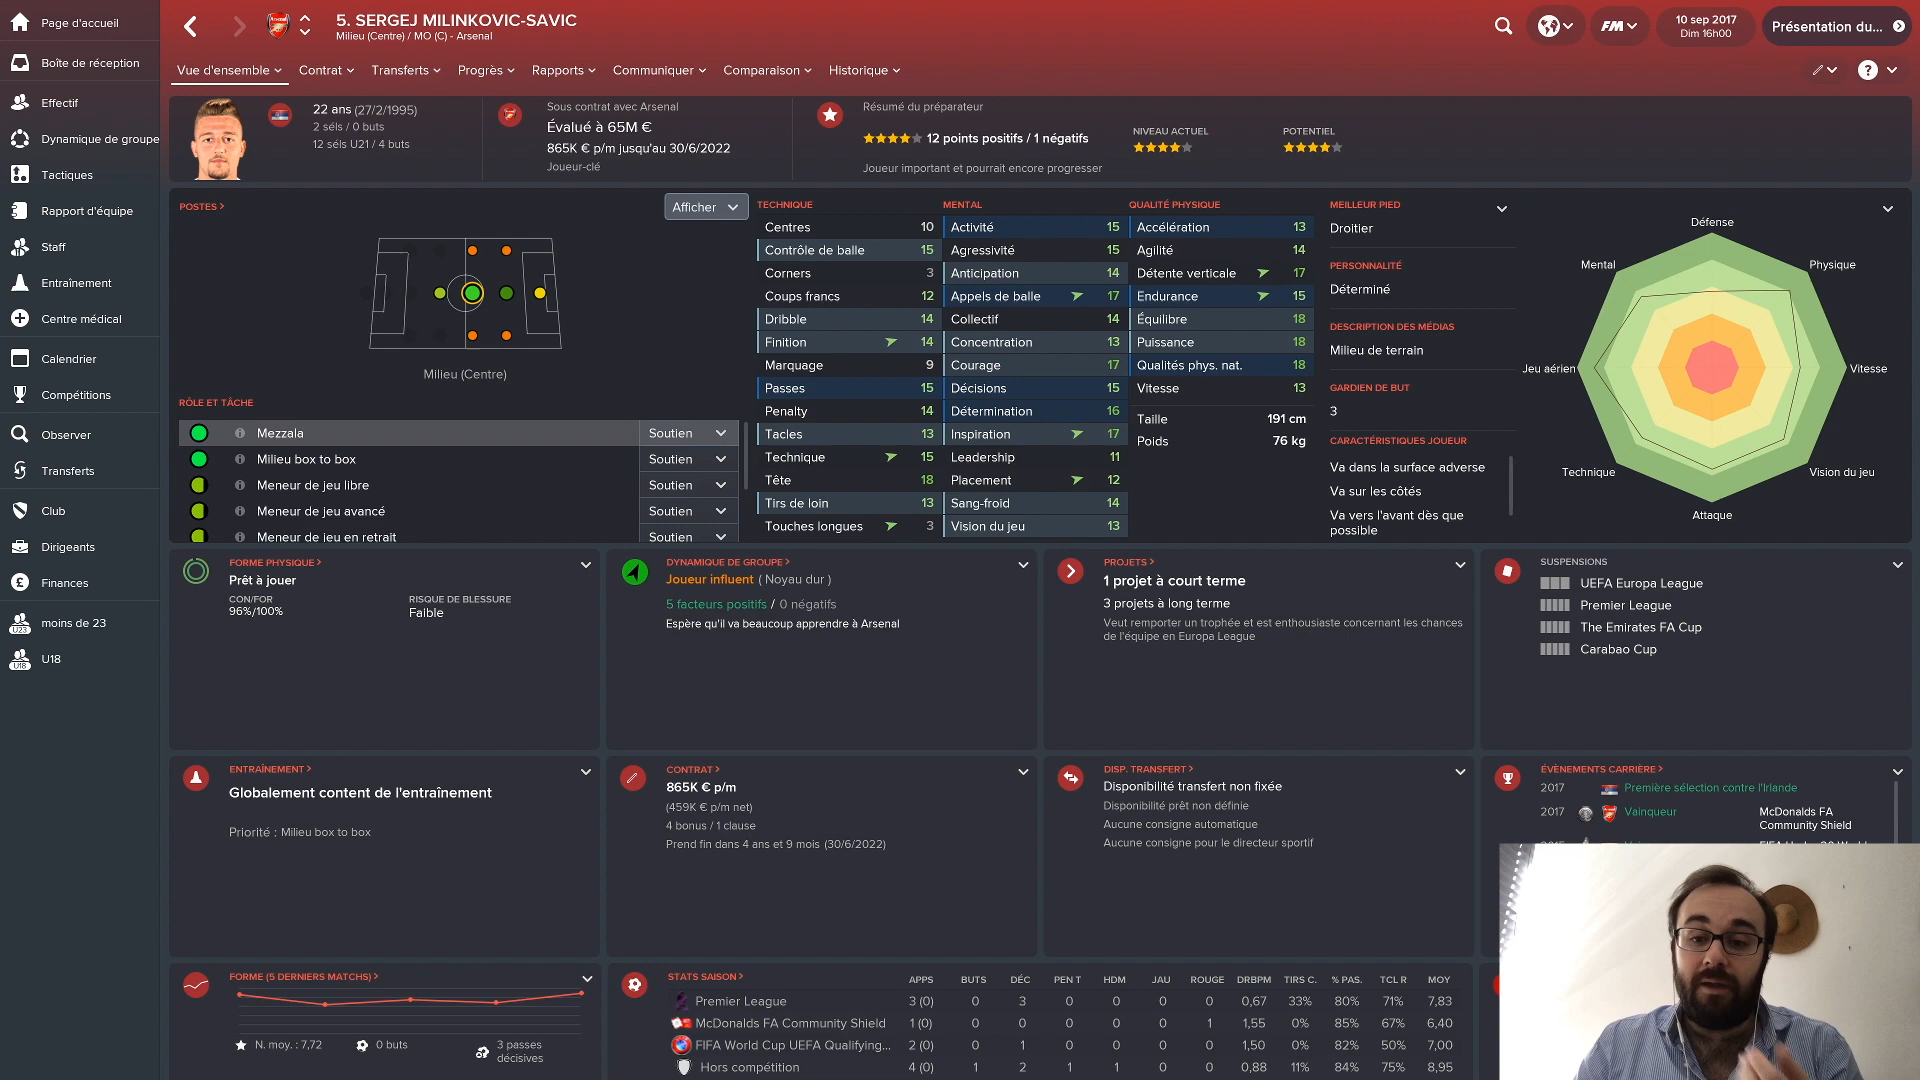 Page d'accueil
Boîte de réception
Effectif
Dynamique de groupe
Tactiques
Rapport d'équipe
Staff
Entraînement
Centre médical
Calendrier
Compétitions
Observer
Transferts
Club
Dirigeants
Finances
U23 moins de 23
U18 U18
5. SERGEJ MILINKOVIC-SAVIC
Milieu (Centre) / MO (C) - Arsenal
FM
10 sep 2017
Dim 16h00
Présentation du...
Vue d'ensemble Contrat Transferts Progrès Rapports Communiquer Comparaison Historique
?
22 ans (27/2/1995)
2 séls / 0 buts
12 séls U21 / 4 buts
Sous contrat avec Arsenal
Évalué à 65M €
865K € p/m jusqu'au 30/6/2022
Joueur-clé
Résumé du préparateur
12 points positifs / 1 négatifs
Joueur important et pourrait encore progresser
NIVEAU ACTUEL
POTENTIEL
POSTES >
Afficher
Milieu (Centre)
RÔLE ET TÂCHE
Mezzala Soutien
Milieu box to box Soutien
Meneur de jeu libre Soutien
Meneur de jeu avancé Soutien
Meneur de jeu en retrait Soutien
TECHNIQUE
Centres 10
Contrôle de balle 15
Corners 3
Coups francs 12
Dribble 14
Finition 14
Marquage 9
Passes 15
Penalty 14
Tacles 13
Technique 15
Tête 18
Tirs de loin 13
Touches longues 3
MENTAL
Activité 15
Agressivité 15
Anticipation 14
Appels de balle 17
Collectif 14
Concentration 13
Courage 17
Décisions 15
Détermination 16
Inspiration 17
Leadership 11
Placement 12
Sang-froid 14
Vision du jeu 13
QUALITÉ PHYSIQUE
Accélération 13
Agilité 14
Détente verticale 17
Endurance 15
Équilibre 18
Puissance 18
Qualités phys. nat. 18
Vitesse 13
Taille 191 cm
Poids 76 kg
MEILLEUR PIED
Droitier
PERSONNALITÉ
Déterminé
DESCRIPTION DES MÉDIAS
Milieu de terrain
GARDIEN DE BUT
3
CARACTÉRISTIQUES JOUEUR
Va dans la surface adverse
Va sur les côtés
Va vers l'avant dès que
possible
Défense
Mental
Physique
Jeu aérien
Vitesse
Technique
Vision du jeu
Attaque
FORME PHYSIQUE >
Prêt à jouer
CON/FOR
96%/100%
RISQUE DE BLESSURE
Faible
DYNAMIQUE DE GROUPE >
Joueur influent ( Noyau dur )
5 facteurs positifs / 0 négatifs
Espère qu'il va beaucoup apprendre à Arsenal
PROJETS >
1 projet à court terme
3 projets à long terme
Veut remporter un trophée et est enthousiaste concernant les chances
de l'équipe en Europa League
SUSPENSIONS
UEFA Europa League
Premier League
The Emirates FA Cup
Carabao Cup
ENTRAÎNEMENT >
Globalement content de l'entraînement
Priorité : Milieu box to box
CONTRAT >
865K € p/m
(459K € p/m net)
4 bonus / 1 clause
Prend fin dans 4 ans et 9 mois (30/6/2022)
DISP. TRANSFERT >
Disponibilité transfert non fixée
Disponibilité prêt non définie
Aucune consigne automatique
Aucune consigne pour le directeur sportif
ÉVÈNEMENTS CARRIÈRE >
2017 Première sélection contre l'Irlande
2017 Vainqueur McDonalds FA
Community Shield
FORME (5 DERNIERS MATCHS) >
N. moy. : 7,72
0 buts
3 passes
décisives
STATS SAISON > APPS BUTS DÉC PEN T HDM JAU ROUGE DRBPM TIRS C. % PAS. TCL R MOY
Premier League 3 (0) 0 3 0 0 0 0 0,67 33% 80% 71% 7,83
McDonalds FA Community Shield 1 (0) 0 0 0 0 0 1 1,55 0% 85% 67% 6,40
FIFA World Cup UEFA Qualifying... 2 (0) 0 1 0 0 0 0 1,50 0% 82% 50% 7,00
Hors compétition 4 (0) 1 2 1 1 0 0 0,88 11% 84% 75% 8,95